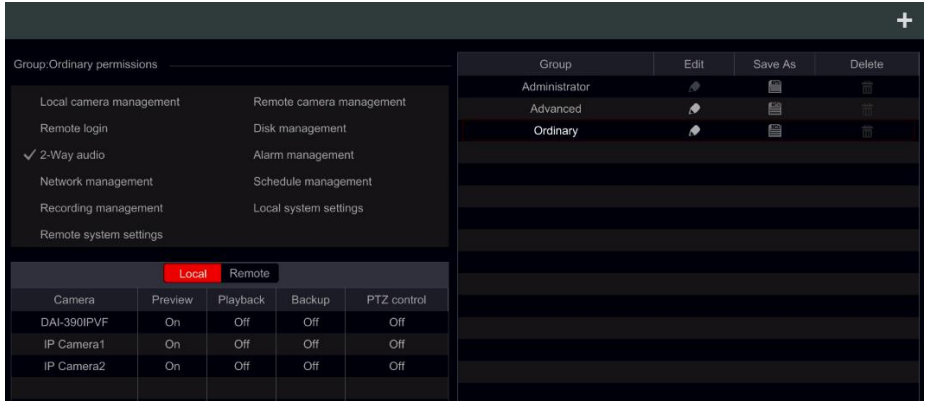 Group:Ordinary permissions
Local camera management Remote camera management
Remote login Disk management
2-Way audio Alarm management
Network management Schedule management
Recording management Local system settings
Remote system settings
Local Remote
Camera Preview Playback Backup PTZ control
DAI-390IPVF On Off Off Off
IP Camera1 On Off Off Off
IP Camera2 On Off Off Off
Group Edit Save As Delete
Administrator
Advanced
Ordinary